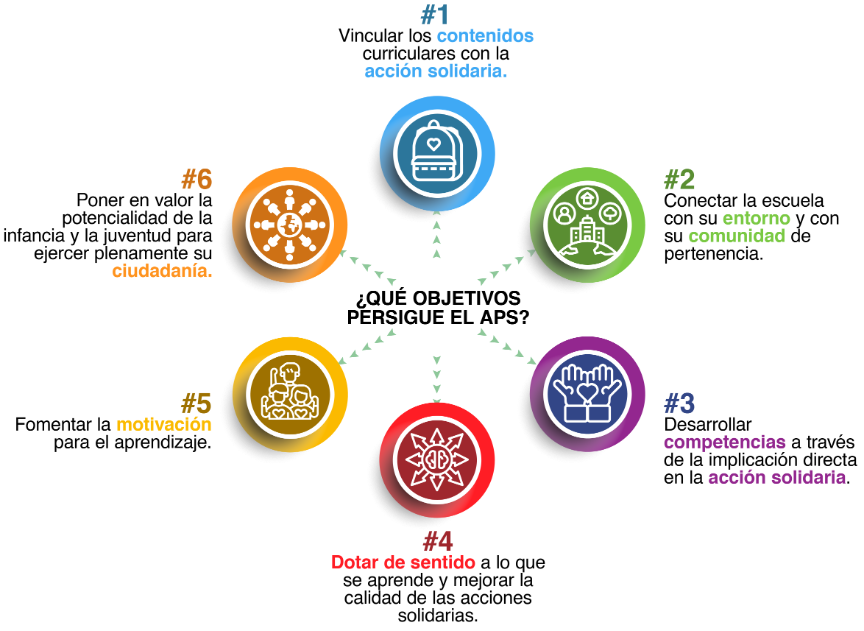 #1
Vincular los contenidos
curriculares con la
acción solidaria.
#2
Conectar la escuela
con su entorno y con
su comunidad de
pertenencia.
#3
Desarrollar
competencias a través
de la implicación directa
en la acción solidaria.
#4
Dotar de sentido a lo que
se aprende y mejorar la
calidad de las acciones
solidarias.
#5
Fomentar la motivación
para el aprendizaje.
#6
Poner en valor la
potencialidad de la
infancia y la juventud para
ejercer plenamente su
ciudadanía.
¿QUÉ OBJETIVOS
PERSIGUE EL APS?